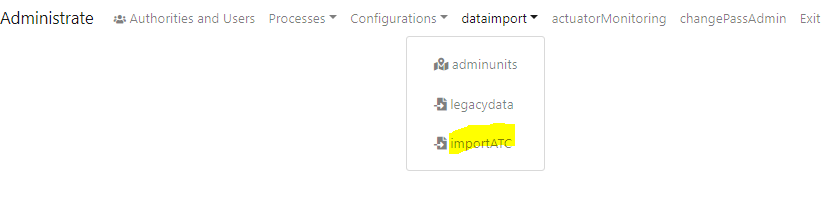 Administrate Authorities and Users Processes Configurations dataimport actuatorMonitoring changePassAdmin Exit
adminunits
legacydata
importATC